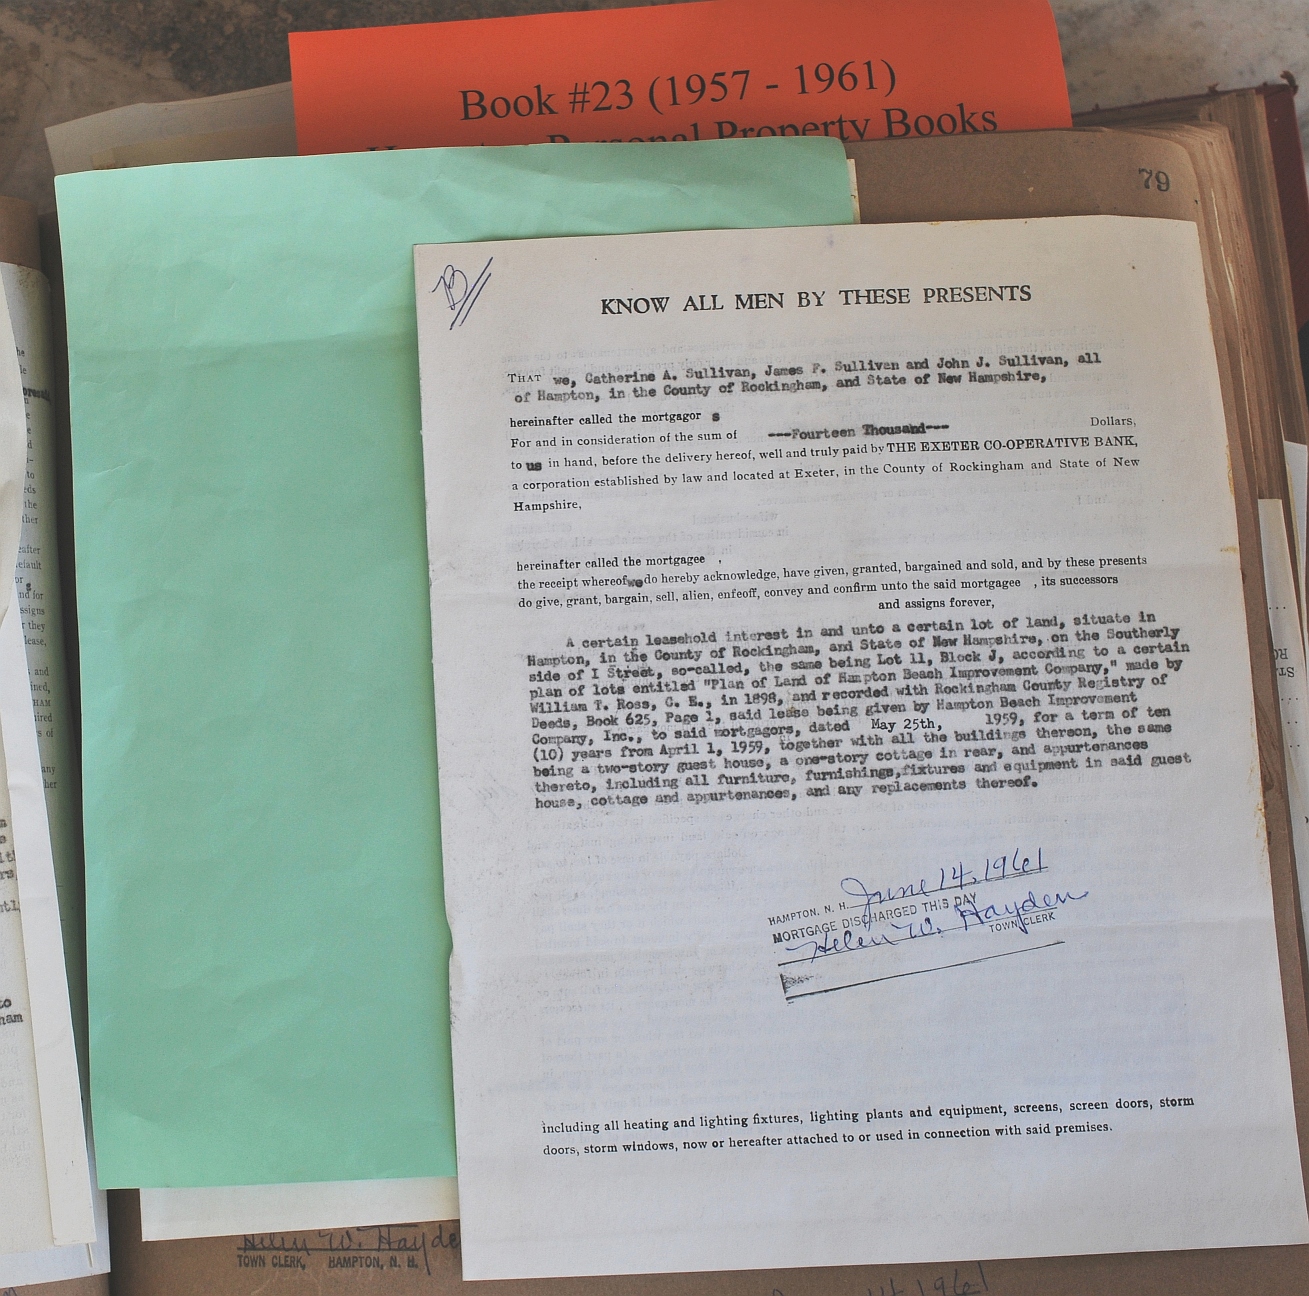 Book #23 (1957 - 1961)
Personal Property Books
79
B
KNOW ALL MEN BY THESE PRESENTS
THAT we, Catherine A. Sullivan, James F. Sullivan and John J. Sullivan, all
of Hampton, in the County of Rockingham, and State of New Hampshire,
hereinafter called the mortgagor s
For and in consideration of the sum of ---Fourteen Thousand--- Dollars,
to us in hand, before the delivery hereof, well and truly paid by THE EXETER CO-OPERATIVE BANK,
a corporation established by law and located at Exeter, in the County of Rockingham and State of New
Hampshire,
hereinafter called the mortgagee ,
the receipt whereof we do hereby acknowledge, have given, granted, bargained and sold, and by these presents
do give, grant, bargain, sell, alien, enfeoff, convey and confirm unto the said mortgagee , its successors
and assigns forever,
A certain leasehold interest in and unto a certain lot of land, situate in
Hampton, in the County of Rockingham, and State of New Hampshire, on the Southerly
side of I Street, so-called, the same being Lot 11, Block J, according to a certain
plan of lots entitled "Plan of Land of Hampton Beach Improvement Company," made by
William T. Ross, C. E., in 1898, and recorded with Rockingham County Registry of
Deeds, Book 625, Page 1, said lease being given by Hampton Beach Improvement
Company, Inc., to said mortgagors, dated May 25th, 1959, for a term of ten
(10) years from April 1, 1959, together with all the buildings thereon, the same
being a two-story guest house, a one-story cottage in rear, and appurtenances
thereto, including all furniture, furnishings, fixtures and equipment in said guest
house, cottage and appurtenances, and any replacements thereof.
HAMPTON, N. H. June 14, 1961
MORTGAGE DISCHARGED THIS DAY
Helen W. Hayden
TOWN CLERK
including all heating and lighting fixtures, lighting plants and equipment, screens, screen doors, storm
doors, storm windows, now or hereafter attached to or used in connection with said premises.
Helen W. Hayde
TOWN CLERK, HAMPTON, N. H.
1961